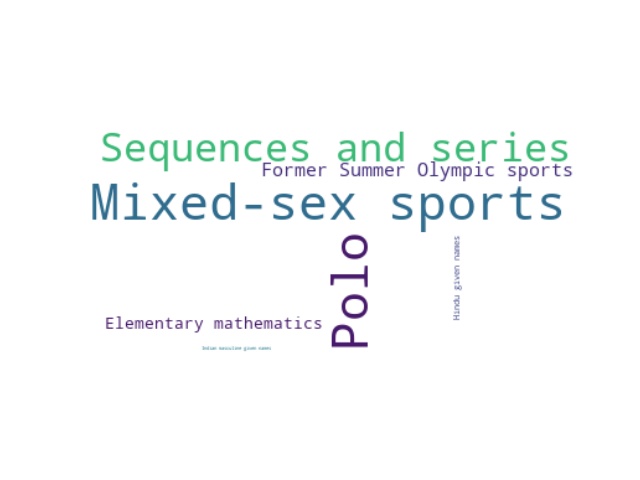 Sequences and series
Former Summer Olympic sports
Mixed-sex sports
Polo
Hindu given names
Elementary mathematics
Indian masculine given names